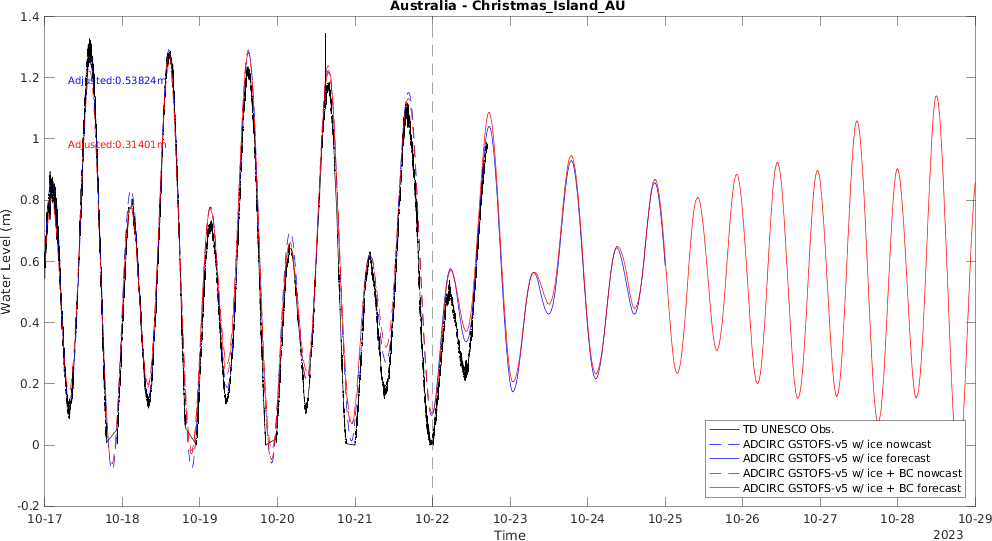 Australia - Christmas_Island_AU
1.4
1.2
1
0.8
0.6
0.4
0.2
0
-0.2
Water Level (m)
Adjusted:0.53824m
Adjusted:0.31401m
TD UNESCO Obs.
ADCIRC GSTOFS-v5 w/ ice nowcast
ADCIRC GSTOFS-v5 w/ ice forecast
ADCIRC GSTOFS-v5 w/ ice + BC nowcast
ADCIRC GSTOFS-v5 w/ ice + BC forecast
10-17 10-18 10-19 10-20 10-21 10-22 10-23 10-24 10-25 10-26 10-27 10-28 10-29
Time
2023